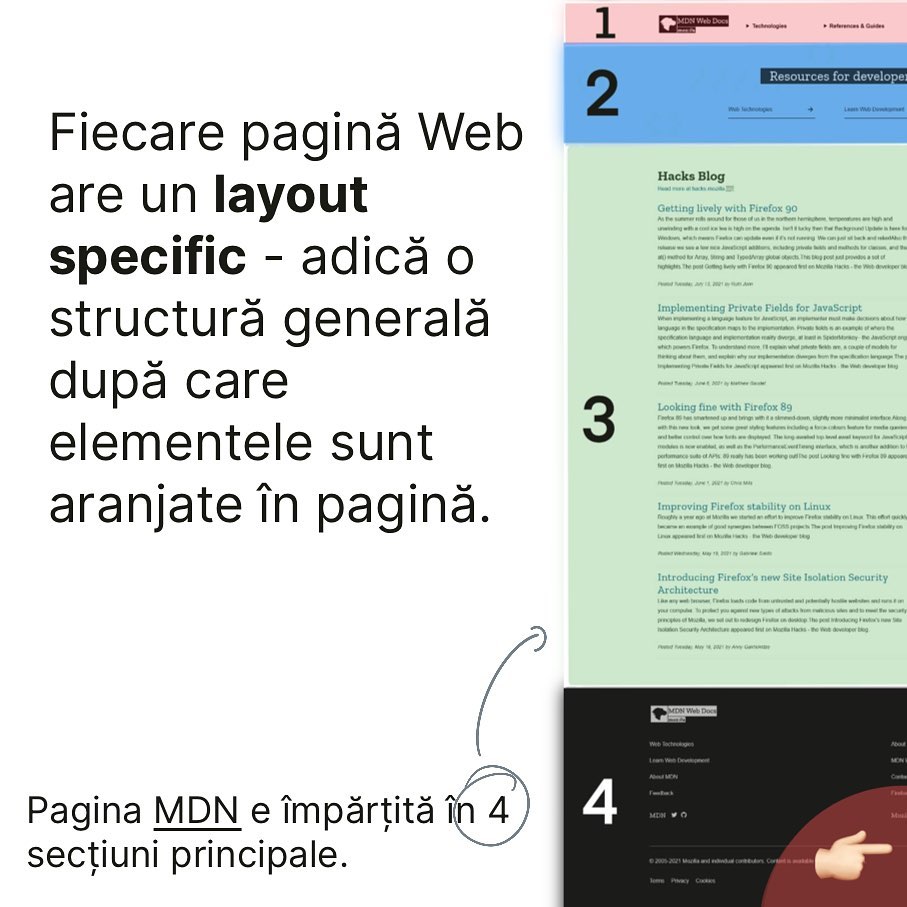 Fiecare pagină Web
are un layout
specific - adică o
structură generală
după care
elementele sunt
aranjate în pagină.
Pagina MDN e împărțită în 4
secțiuni principale.
1
MDN Web Docs
mozilla
Technologies
References & Guides
2
Resources for developer
Web Technologies
Learn Web Development
3
Hacks Blog
Read more at hacks.mozilla
Getting lively with Firefox 90
As the summer rolls around for those of us in the northern hemisphere, temperatures are high and
unwinding with a cool ice tea is high on the agenda. Isn't it lucky then that Background Update is here for
Windows, which means Firefox can update even if it's not running. We can just sit back and relax!Also this
release we see a few nice JavaScript additions, including private fields and methods for classes, and the
at() method for Array, String and TypedArray global objects.This blog post just provides a set of
highlights.The post Getting lively with Firefox 90 appeared first on Mozilla Hacks - the Web developer blo
Posted Tuesday, July 13, 2021 by
Implementing Private Fields for JavaScript
When implementing a language feature for JavaScript, an implementer must make decisions about how
language in the specification maps to the implementation. Private fields is an example of where the
specification language and implementation reality diverge, at least in SpiderMonkey - the JavaScript eng
which powers Firefox. To understand more, I'll explain what private fields are, a couple of models for
thinking about them, and explain why our implementation diverges from the specification language.The p
Implementing Private Fields for JavaScript appeared first on Mozilla Hacks - the Web developer blog
Posted Tuesday, June 8, 2021 by Matthew Gaudet
Looking fine with Firefox 89
Firefox 89 has smartened up and brings with it a slimmed-down, slightly more minimalist interface.Along
with this new look, we get some great styling features including a force-colours feature for media queries
and better control over how fonts are displayed. The long awaited top level await keyword for JavaScript
modules is now enabled, as well as the PerformanceEventTiming interface, which is another addition to
performance suite of APIs: 89 really has been working out!The post Looking fine with Firefox 89 appeare
first on Mozilla Hacks - the Web developer blog.
Posted Tuesday, June 1, 2021 by Chris Mills
Improving Firefox stability on Linux
Roughly a year ago at Mozilla we started an effort to improve Firefox stability on Linux. This effort quickly
became an example of good synergies between FOSS projects.The post Improving Firefox stability on
Linux appeared first on Mozilla Hacks - the Web developer blog
Posted Wednesday, May 19, 2021 by Gabriele Svelto
Introducing Firefox's new Site Isolation Security
Architecture
Like any web browser, Firefox loads code from untrusted and potentially hostile websites and runs it on
your computer. To protect you against new types of attacks from malicious sites and to meet the security
principles of Mozilla, we set out to redesign Firefox on desktop.The post Introducing Firefox's new Site
Isolation Security Architecture appeared first on Mozilla Hacks - the Web developer blog.
Posted Tuesday, May 18, 2021 by Anny Gakhokidze
4
MDN Web Docs
mozilla
Web Technologies
Learn Web Development
About MDN
Feedback
MDN
About
MDN
Conta
Firefo
Mozil
© 2005-2021 Mozilla and individual contributors. Content is available
Terms Privacy Cookies